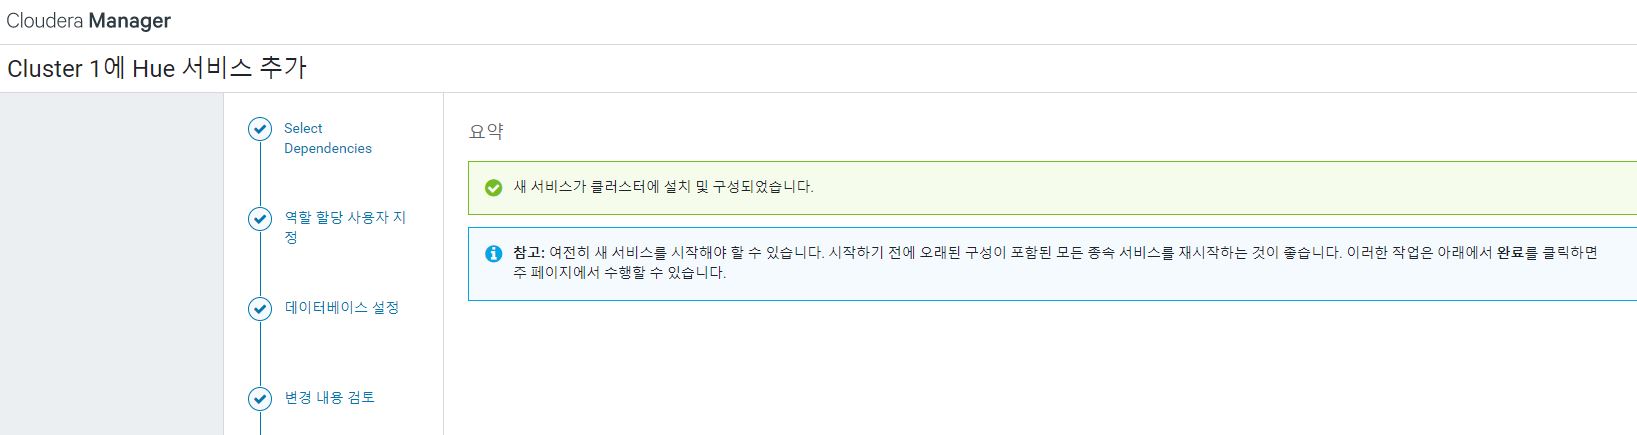 Cloudera Manager
Cluster 1에 Hue 서비스 추가
Select
Dependencies
역할 할당 사용자 지
정
데이터베이스 설정
변경 내용 검토
요약
새 서비스가 클러스터에 설치 및 구성되었습니다.
참고: 여전히 새 서비스를 시작해야 할 수 있습니다. 시작하기 전에 오래된 구성이 포함된 모든 종속 서비스를 재시작하는 것이 좋습니다. 이러한 작업은 아래에서 완료를 클릭하면
주 페이지에서 수행할 수 있습니다.